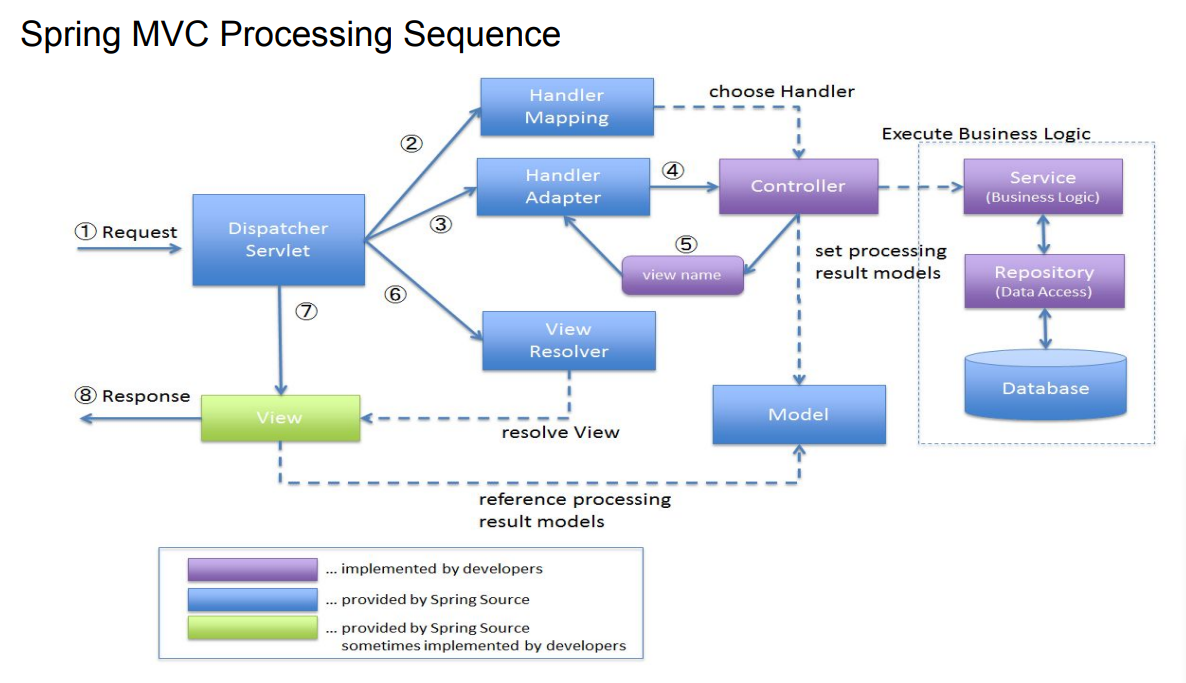 Spring MVC Processing Sequence
Handler
Mapping
choose Handler
②
Execute Business Logic
Handler
Adapter
④
Controller
Service
(Business Logic)
③
① Request
Dispatcher
Servlet
⑤
view name
set processing
result models
Repository
(Data Access)
⑥
⑦
View
Resolver
Database
⑧ Response
View
resolve View
Model
reference processing
result models
... implemented by developers
... provided by Spring Source
... provided by Spring Source
sometimes implemented by developers